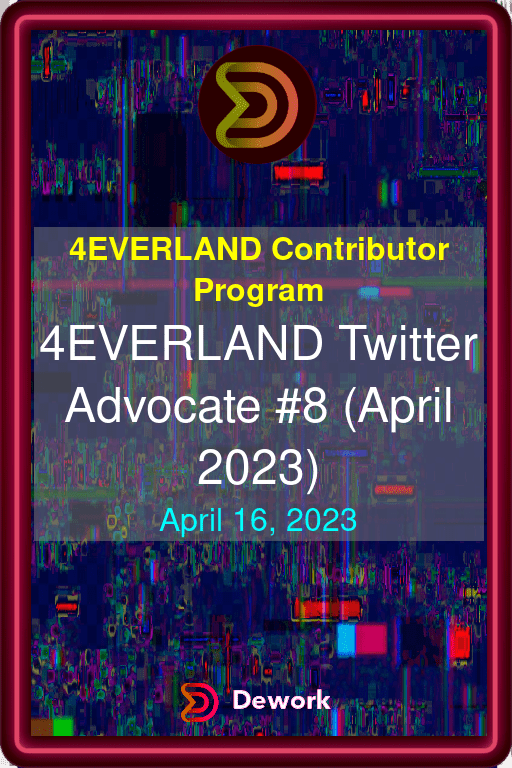 4EVERLAND Contributor
Program
4EVERLAND Twitter
Advocate #8 (April
2023)
April 16, 2023
Dework